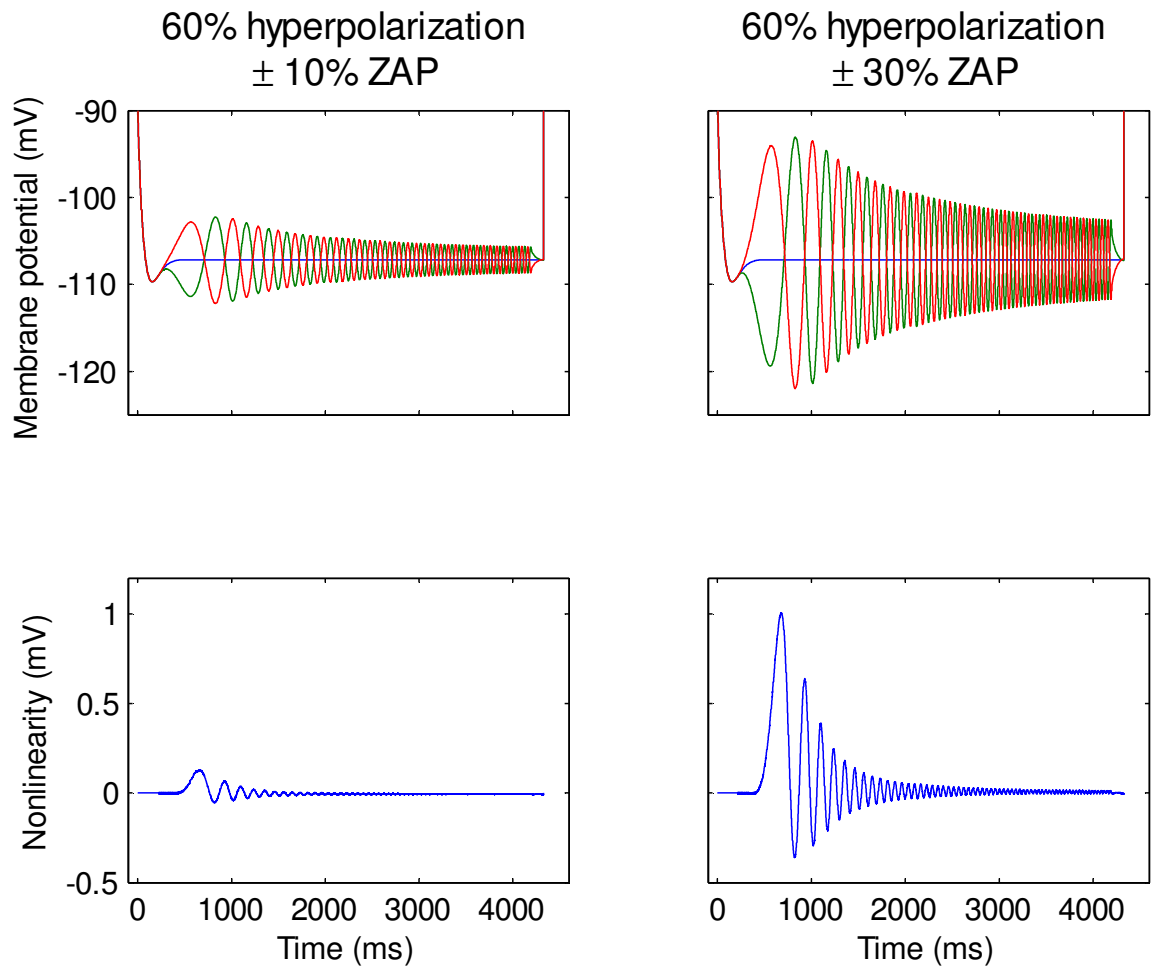 60% hyperpolarization
± 10% ZAP
60% hyperpolarization
± 30% ZAP
Membrane potential (mV)
-90
-100
-110
-120
Nonlinearity (mV)
1
0.5
0
-0.5
0 1000 2000 3000 4000
Time (ms)
0 1000 2000 3000 4000
Time (ms)